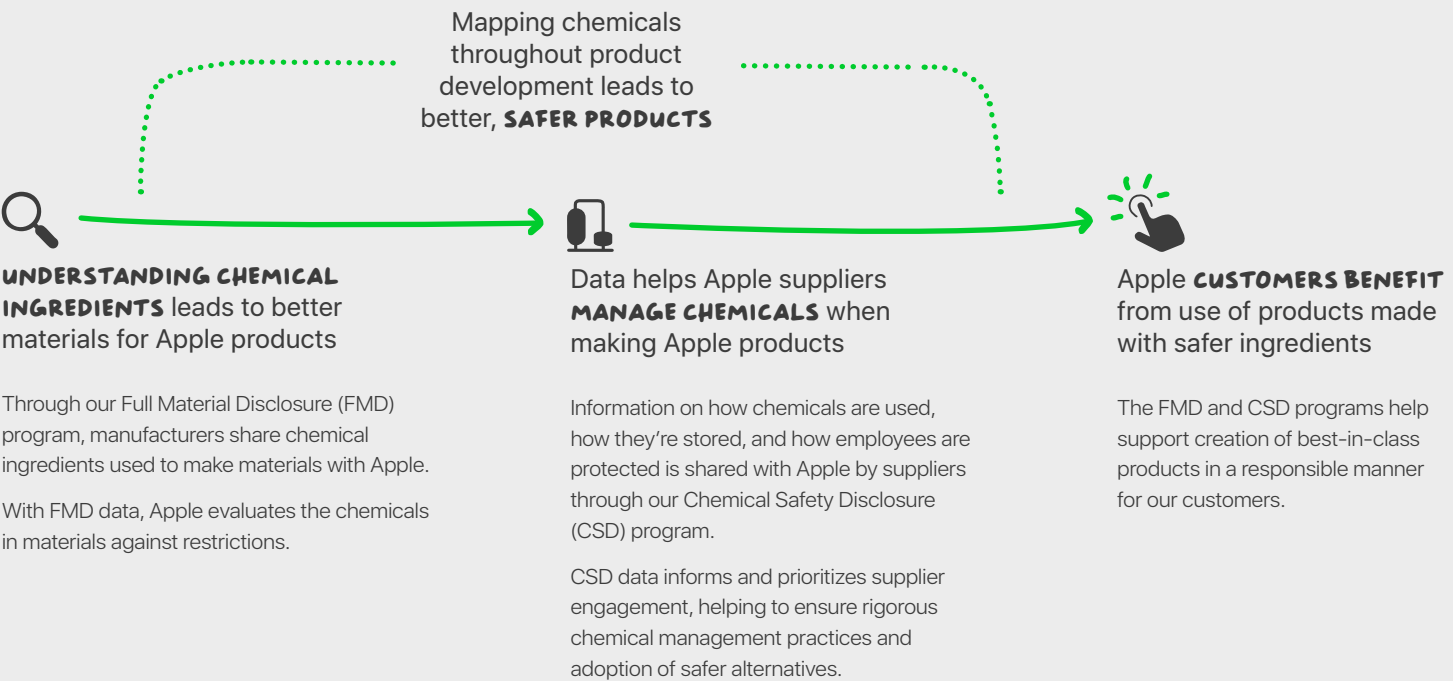 Mapping chemicals
throughout product
development leads to
better, SAFER PRODUCTS
UNDERSTANDING CHEMICAL
INGREDIENTS leads to better
materials for Apple products
Through our Full Material Disclosure (FMD)
program, manufacturers share chemical
ingredients used to make materials with Apple.
With FMD data, Apple evaluates the chemicals
in materials against restrictions.
Data helps Apple suppliers
MANAGE CHEMICALS when
making Apple products
Information on how chemicals are used,
how they’re stored, and how employees are
protected is shared with Apple by suppliers
through our Chemical Safety Disclosure
(CSD) program.
CSD data informs and prioritizes supplier
engagement, helping to ensure rigorous
chemical management practices and
adoption of safer alternatives.
Apple CUSTOMERS BENEFIT
from use of products made
with safer ingredients
The FMD and CSD programs help
support creation of best-in-class
products in a responsible manner
for our customers.